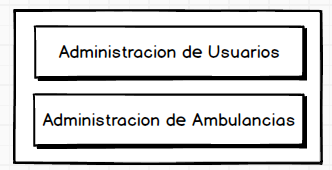 Administracion de Usuarios
Administracion de Ambulancias